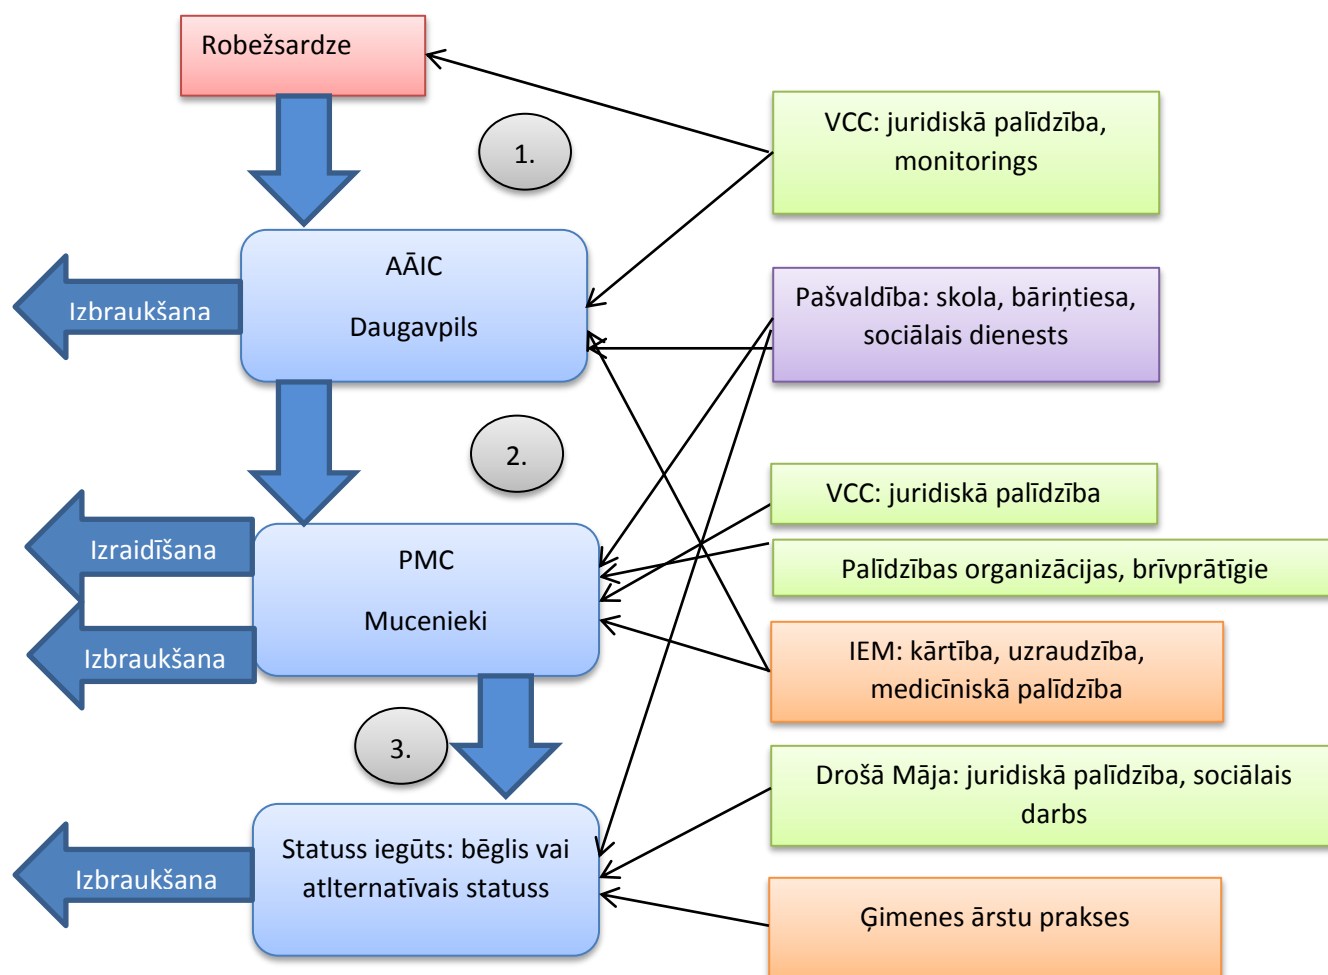 Robežsardze
VCC: juridiskā palīdzība,
monitorings
1.
AĀIC
Daugavpils
Izbraukšana
Pašvaldība: skola, bāriņtiesa,
sociālais dienests
2.
VCC: juridiskā palīdzība
Izraidīšana
PMC
Mucenieki
Palīdzības organizācijas, brīvprātīgie
Izbraukšana
IEM: kārtība, uzraudzība,
medicīniskā palīdzība
3.
Drošā Māja: juridiskā palīdzība, sociālais
darbs
Izbraukšana
Statuss iegūts: bēglis vai
atlternatīvais statuss
Ģimenes ārstu prakses